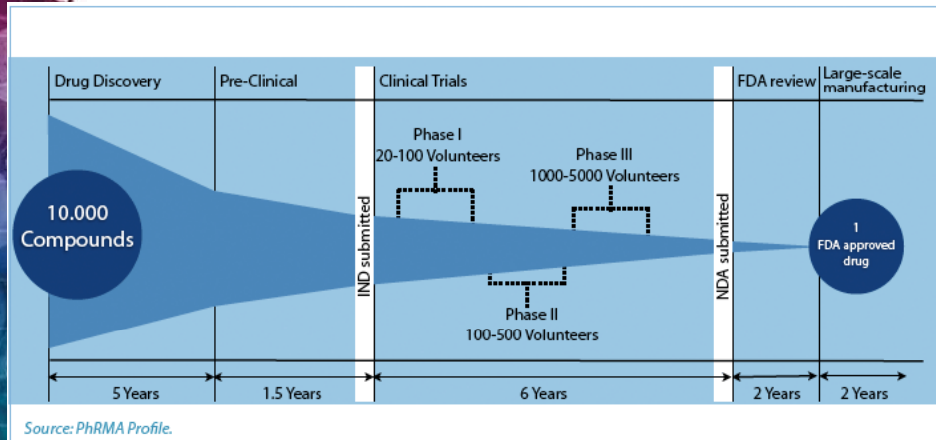 Drug Discovery
Pre-Clinical
Clinical Trials
FDA review
Large-scale
manufacturing
Phase I
20-100 Volunteers
Phase III
1000-5000 Volunteers
10.000
Compounds
IND submitted
NDA submitted
1
FDA approved
drug
Phase II
100-500 Volunteers
5 Years
1.5 Years
6 Years
2 Years
2 Years
Source: PhRMA Profile.